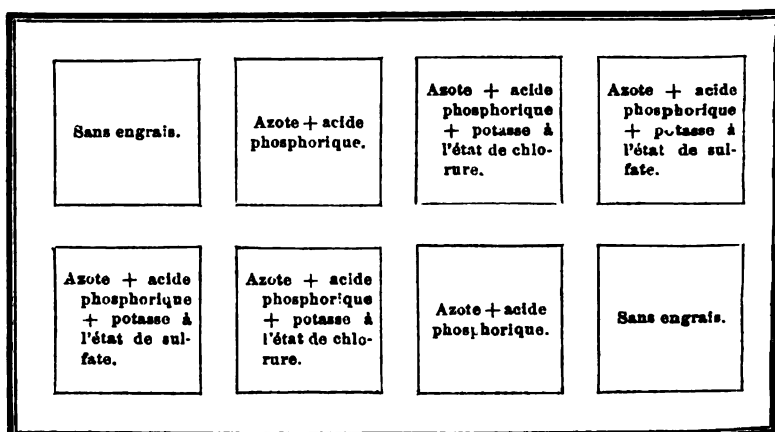 Sans engrais.
Azote + acide
phosphorique.
Azote + acide
phosphorique
+ potasse à
l'état de chlo-
rure.
Azote + acide
phosphorique
+ potasse à
l'état de sul-
fate.
Azote + acide
phosphorique
+ potasse à
l'état de sul-
fate.
Azote + acide
phosphorique
+ potasse à
l'état de chlo-
rure.
Azote + acide
phosphorique.
Sans engrais.